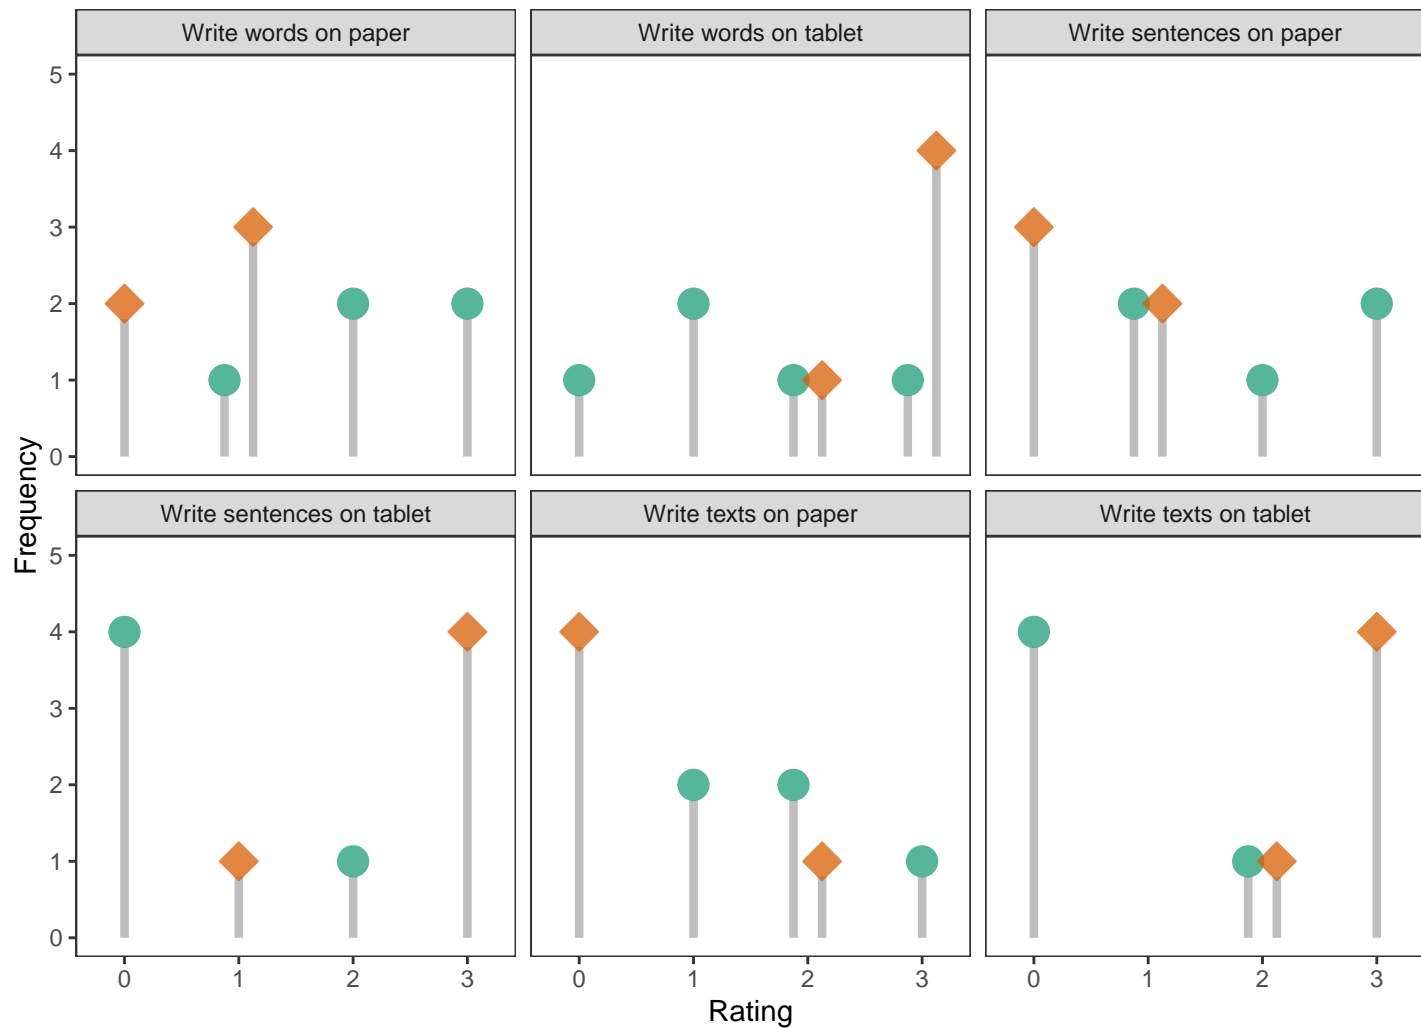 Write words on paper
Write words on tablet
Write sentences on paper
5
4
3
2
1
0
Write sentences on tablet
Write texts on paper
Write texts on tablet
5
4
3
2
1
0
0 1 2 3
0 1 2 3
0 1 2 3
Frequency
Rating